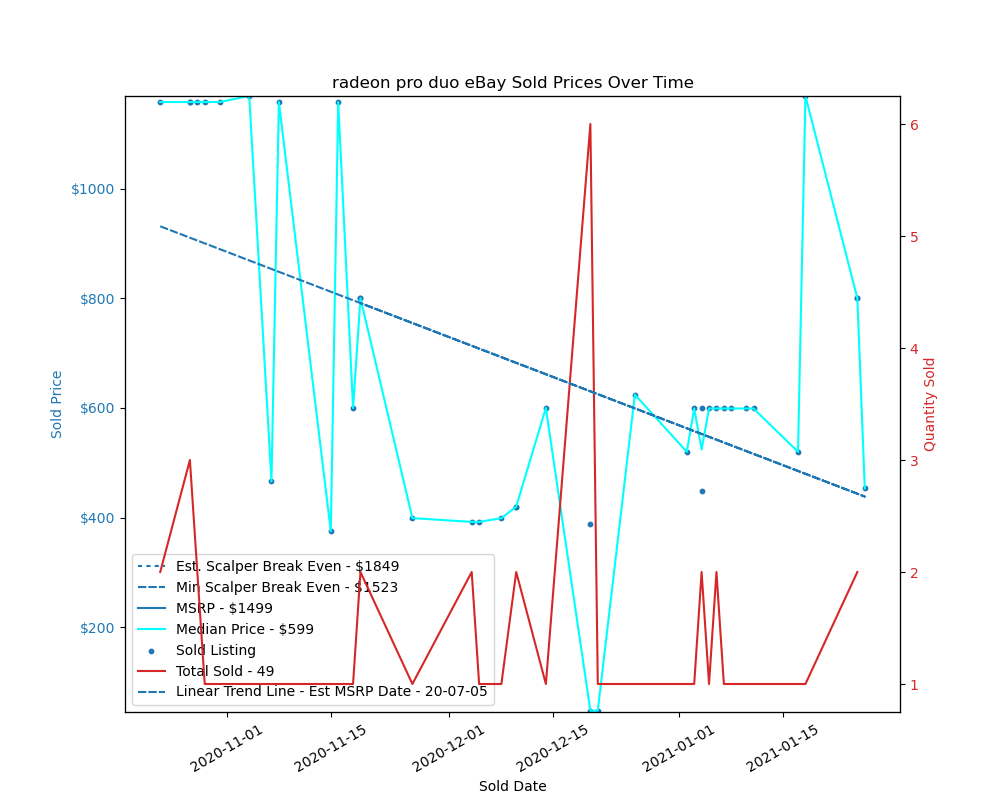 radeon pro duo eBay Sold Prices Over Time
$1000
$800
$600
$400
$200
Sold Price
6
5
4
3
2
1
Quantity Sold
Est. Scalper Break Even - $1849
Min Scalper Break Even - $1523
MSRP - $1499
Median Price - $599
Sold Listing
Total Sold - 49
Linear Trend Line - Est MSRP Date - 20-07-05
2020-11-01
2020-11-15
2020-12-01
2020-12-15
2021-01-01
2021-01-15
Sold Date